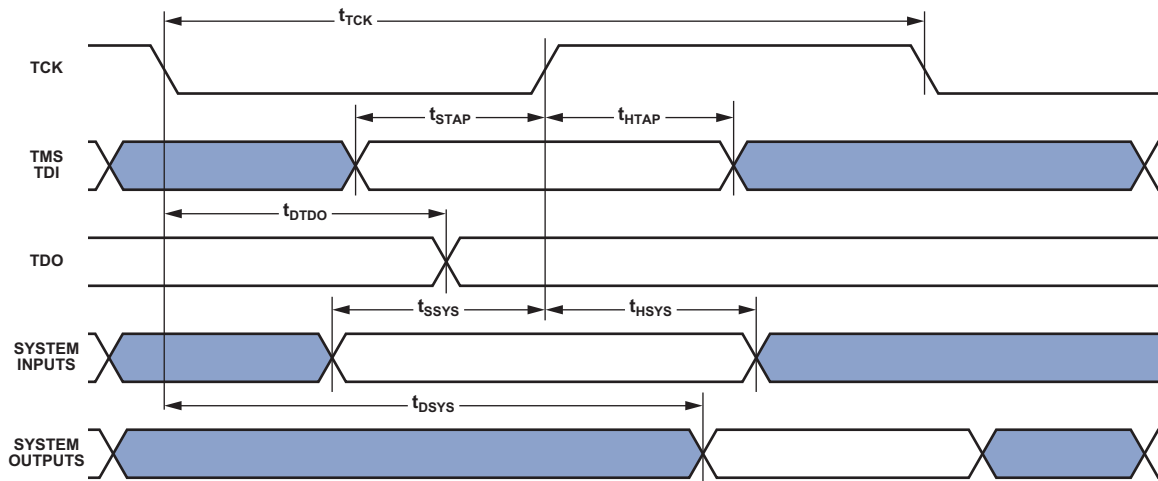 tTCK
TCK
tSTAP
tHTAP
TMS
TDI
tDTDO
TDO
tSSYS
tHSYS
SYSTEM
INPUTS
tDSYS
SYSTEM
OUTPUTS